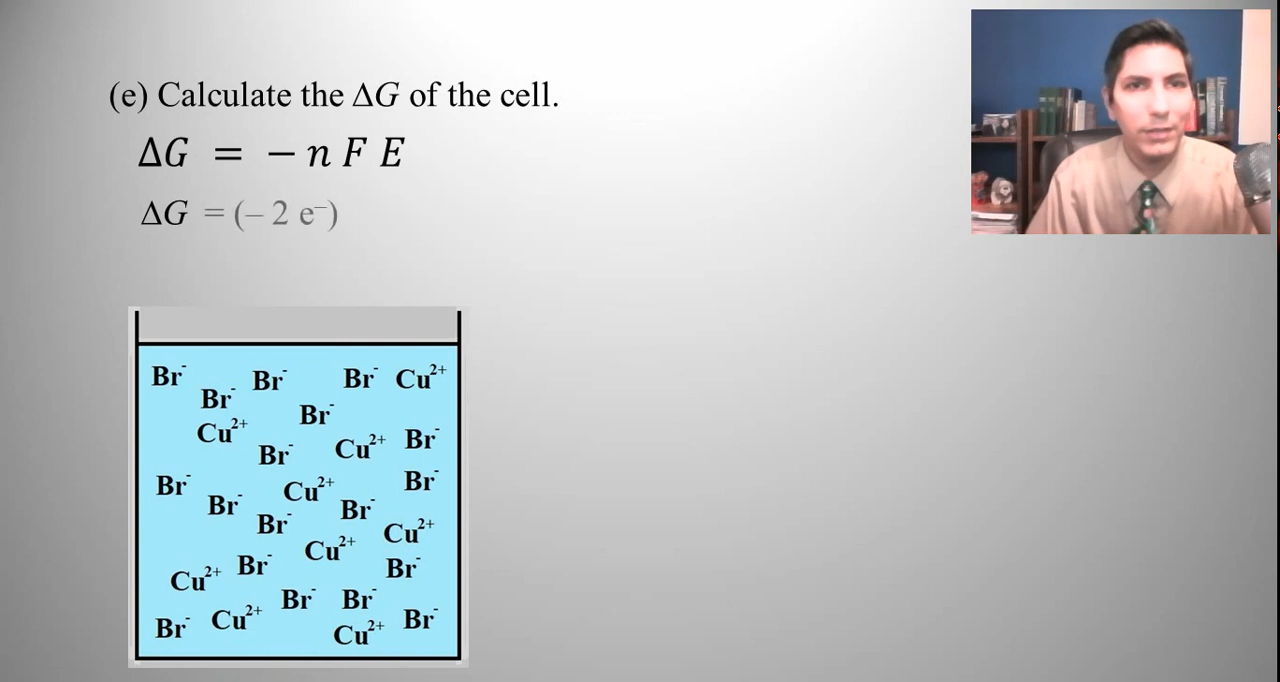 (e) Calculate the ΔG of the cell.
ΔG = − n F E
ΔG = (– 2 e⁻)
Br⁻ Br⁻ Br⁻ Cu²⁺
Br⁻ Br⁻
Cu²⁺ Cu²⁺ Br⁻
Br⁻
Br⁻ Cu²⁺ Br⁻
Br⁻ Br⁻
Br⁻ Cu²⁺
Cu²⁺
Cu²⁺ Br⁻ Br⁻
Br⁻ Br⁻
Br⁻ Cu²⁺ Br⁻
Cu²⁺